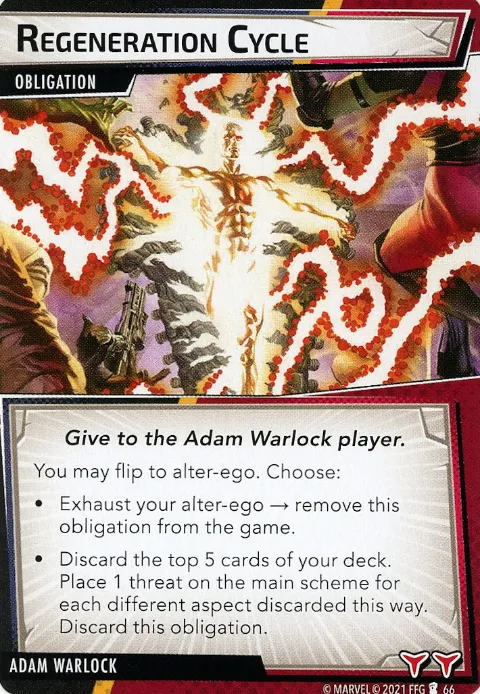 REGENERATION CYCLE
OBLIGATION
Give to the Adam Warlock player.
You may flip to alter-ego. Choose:
• Exhaust your alter-ego → remove this
obligation from the game.
• Discard the top 5 cards of your deck.
Place 1 threat on the main scheme for
each different aspect discarded this way.
Discard this obligation.
ADAM WARLOCK
© MARVEL © 2021 FFG 66